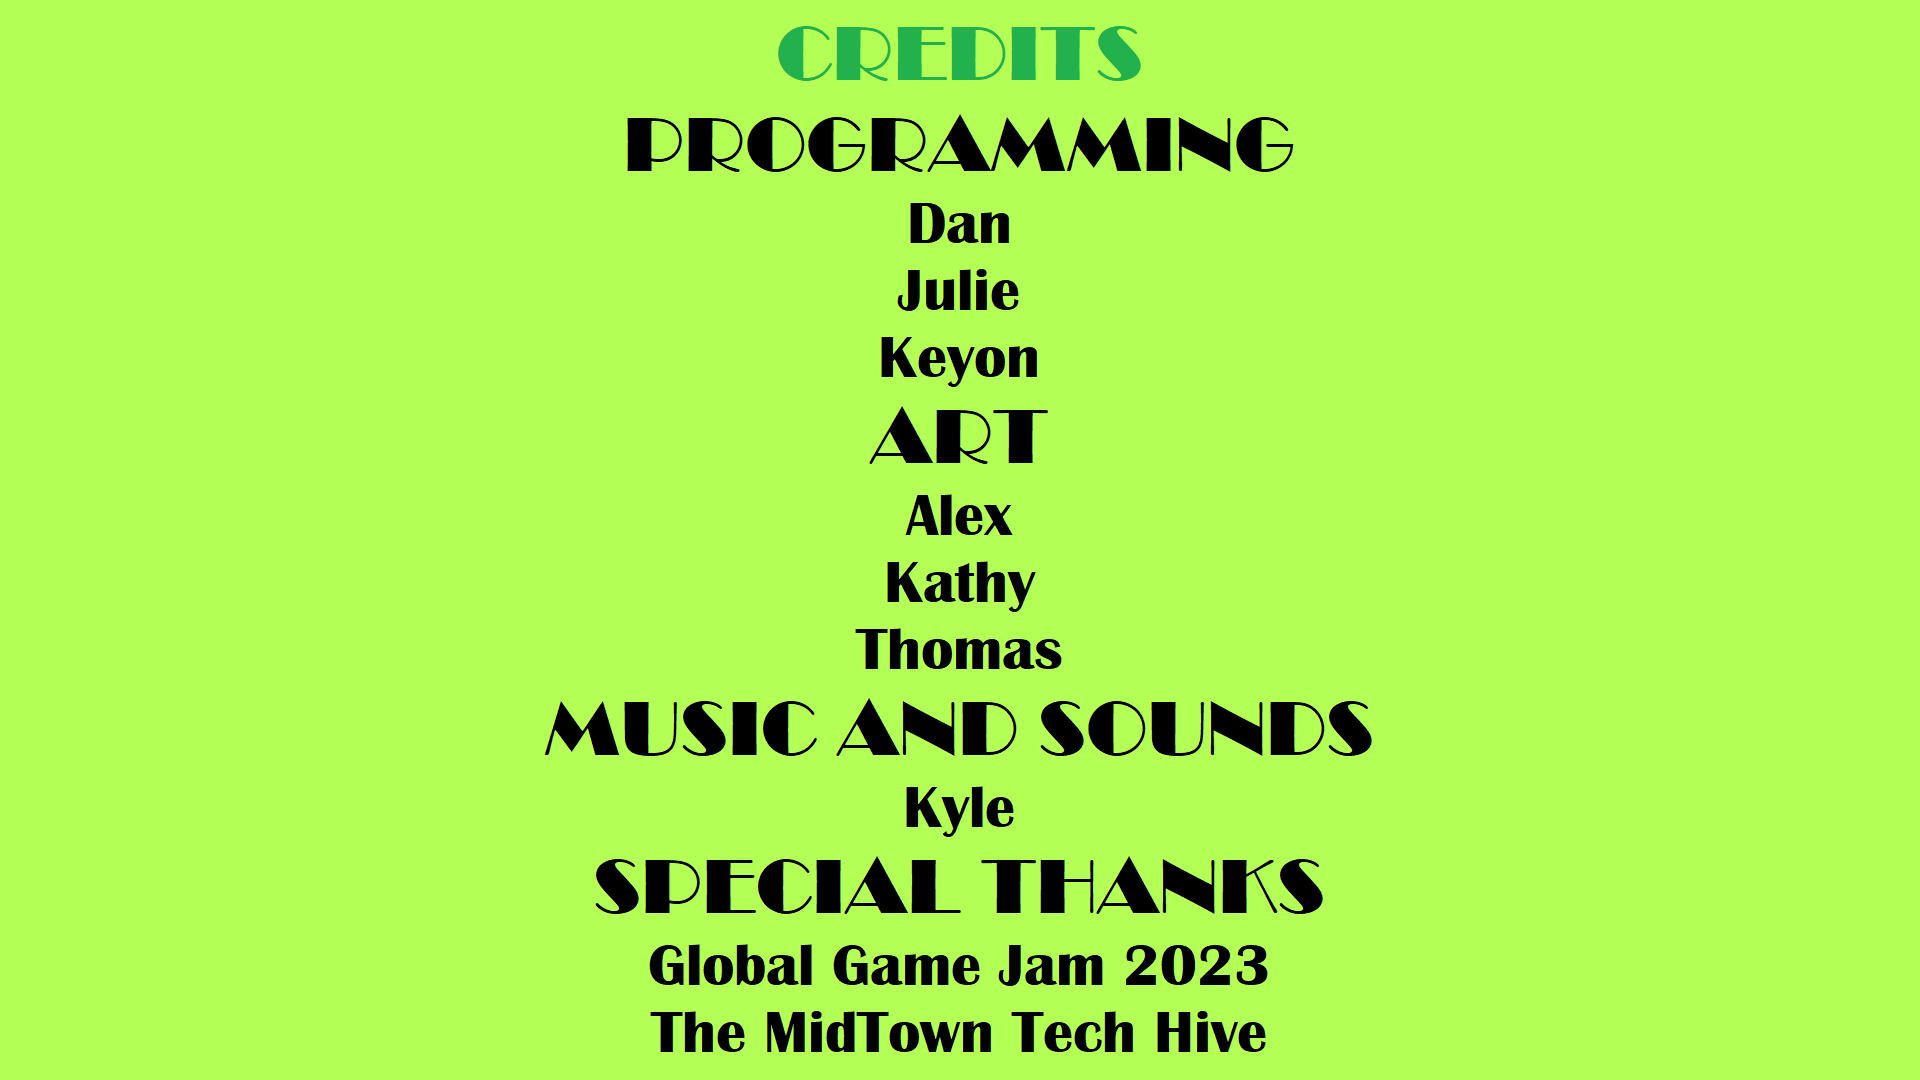 CREDITS
PROGRAMMING
Dan
Julie
Keyon
ART
Alex
Kathy
Thomas
MUSIC AND SOUNDS
Kyle
SPECIAL THANKS
Global Game Jam 2023
The MidTown Tech Hive